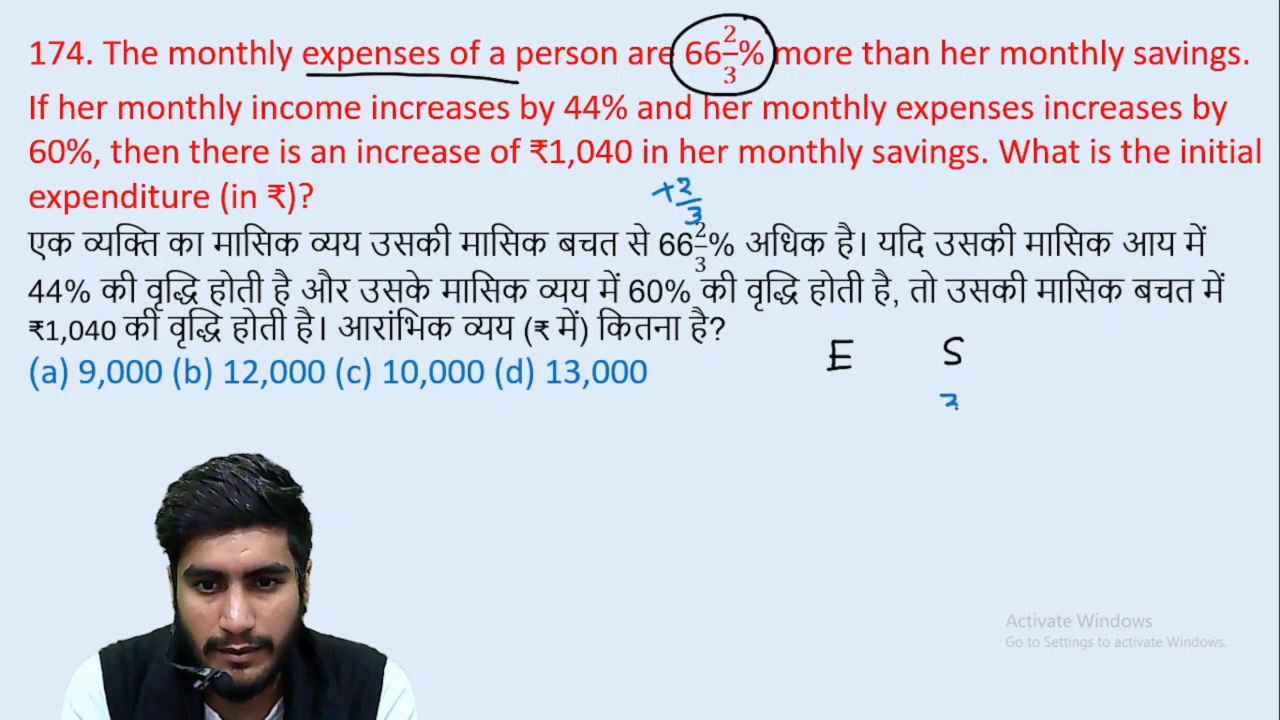 174. The monthly expenses of a person are 66 2/3% more than her monthly savings.
If her monthly income increases by 44% and her monthly expenses increases by
60%, then there is an increase of ₹1,040 in her monthly savings. What is the initial
expenditure (in ₹)?
+2/3
एक व्यक्ति का मासिक व्यय उसकी मासिक बचत से 66 2/3% अधिक है। यदि उसकी मासिक आय में
44% की वृद्धि होती है और उसके मासिक व्यय में 60% की वृद्धि होती है, तो उसकी मासिक बचत में
₹1,040 की वृद्धि होती है। आरांभिक व्यय (₹ में) कितना है?
(a) 9,000 (b) 12,000 (c) 10,000 (d) 13,000
E S
3
Activate Windows
Go to Settings to activate Windows.